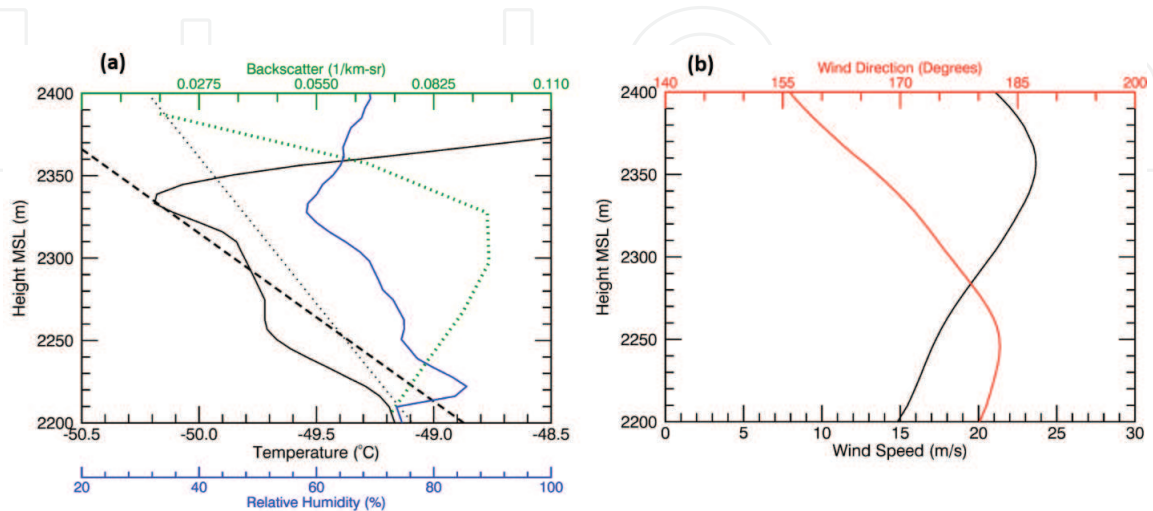 (a)
Backscatter (1/km-sr)
0.0275 0.0550 0.0825 0.110
2400
2350
2300
2250
2200
Height MSL (m)
-50.5 -50.0 -49.5 -49.0 -48.5
Temperature (°C)
20 40 60 80 100
Relative Humidity (%)
(b)
Wind Direction (Degrees)
140 155 170 185 200
2400
2350
2300
2250
2200
Height MSL (m)
0 5 10 15 20 25 30
Wind Speed (m/s)